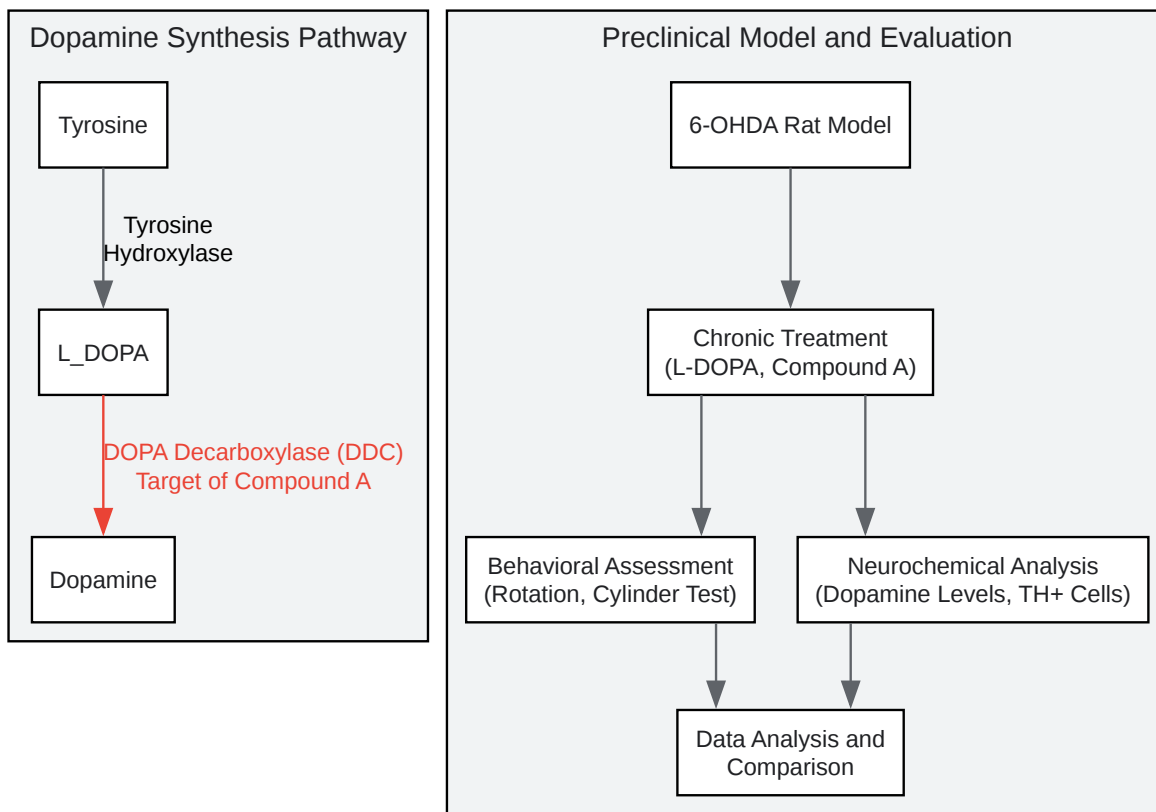 Dopamine Synthesis Pathway
Tyrosine
Tyrosine
Hydroxylase
L_DOPA
DOPA Decarboxylase (DDC)
Target of Compound A
Dopamine
Preclinical Model and Evaluation
6-OHDA Rat Model
Chronic Treatment
(L-DOPA, Compound A)
Behavioral Assessment
(Rotation, Cylinder Test)
Neurochemical Analysis
(Dopamine Levels, TH+ Cells)
Data Analysis and
Comparison